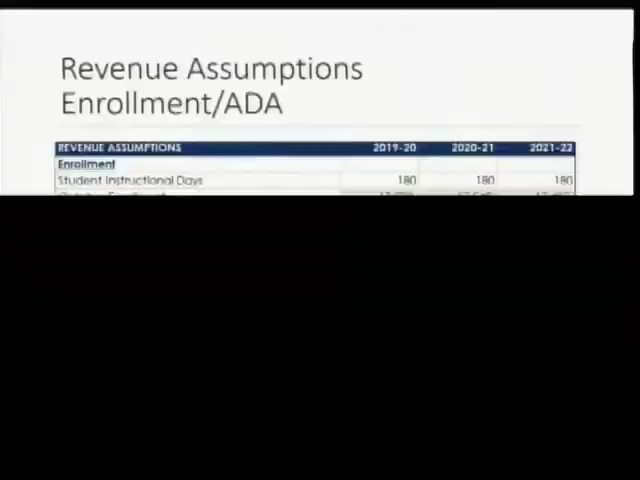 Revenue Assumptions
Enrollment/ADA
REVENUE ASSUMPTIONS 2019-20 2020-21 2021-22
Enrollment
Student Instructional Days 180 180 180